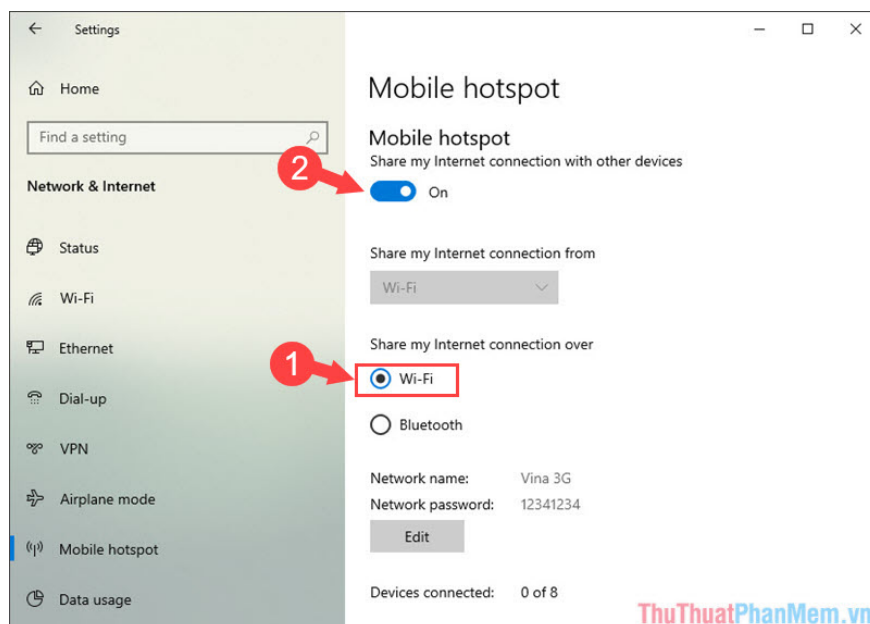 Settings
Home
Find a setting
Network & Internet
Status
Wi-Fi
Ethernet
Dial-up
VPN
Airplane mode
Mobile hotspot
Data usage
Mobile hotspot
Mobile hotspot
Share my Internet connection with other devices
2
On
Share my Internet connection from
Wi-Fi
Share my Internet connection over
1
Wi-Fi
Bluetooth
Network name: Vina 3G
Network password: 12341234
Edit
Devices connected: 0 of 8
ThuThuatPhanMem.vn